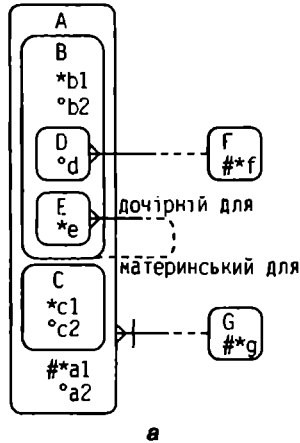 A
B
*b1
°b2
D
°d
F
#*f
E
*e
дочірній для
материнський для
C
*c1
°c2
G
#*g
#*a1
°a2
а